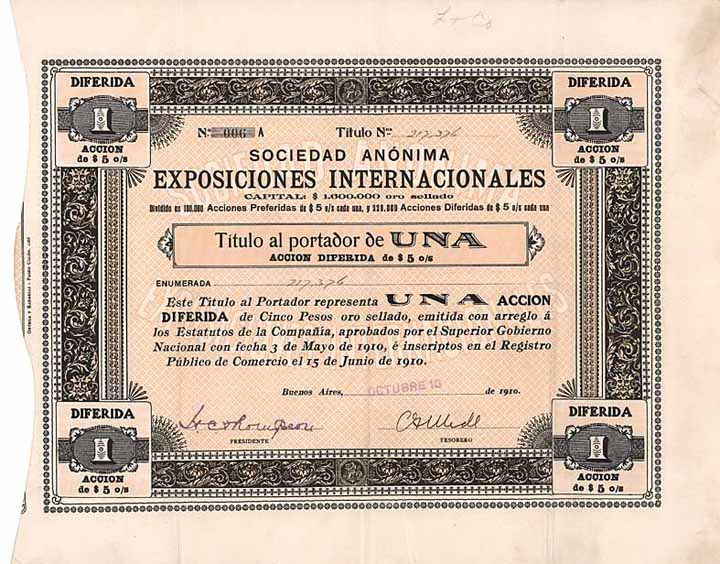 DIFERIDA
1
ACCION
de $ 5 o/s
DIFERIDA
1
ACCION
de $ 5 o/s
No. 006 A
Titulo Nos. 217,376
SOCIEDAD ANÓNIMA
EXPOSICIONES INTERNACIONALES
CAPITAL: $ 1.600.000 oro sellado
Dividido en 100.000 Acciones Preferidas de $ 5 o/s cada una, y 220.000 Acciones Diferidas de $ 5 o/s cada una
Titulo al portador de UNA
ACCION DIFERIDA de $ 5 o/s
ENUMERADA 217,376
Este Titulo al Portador representa UNA ACCION
DIFERIDA de Cinco Pesos oro sellado, emitida con arreglo á
los Estatutos de la Compañía, aprobados por el Superior Gobierno
Nacional con fecha 3 de Mayo de 1910, é inscriptos en el Registro
Público de Comercio el 15 de Junio de 1910.
Buenos Aires, OCTUBRE 10 de 1910.
PRESIDENTE
TESORERO
DIFERIDA
1
ACCION
de $ 5 o/s
DIFERIDA
1
ACCION
de $ 5 o/s